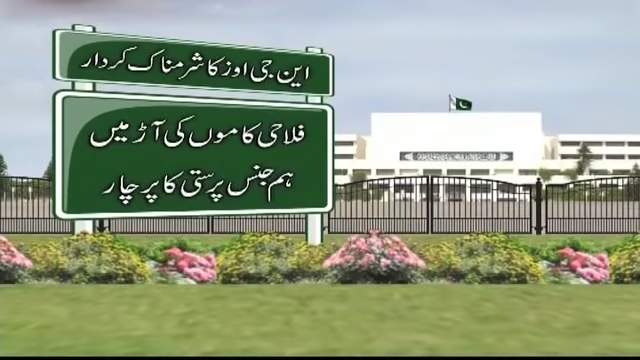 این جی اوز کا شرمناک کردار
فلاحی کاموں کی آڑ میں
ہم جنس پرستی کا پرچار